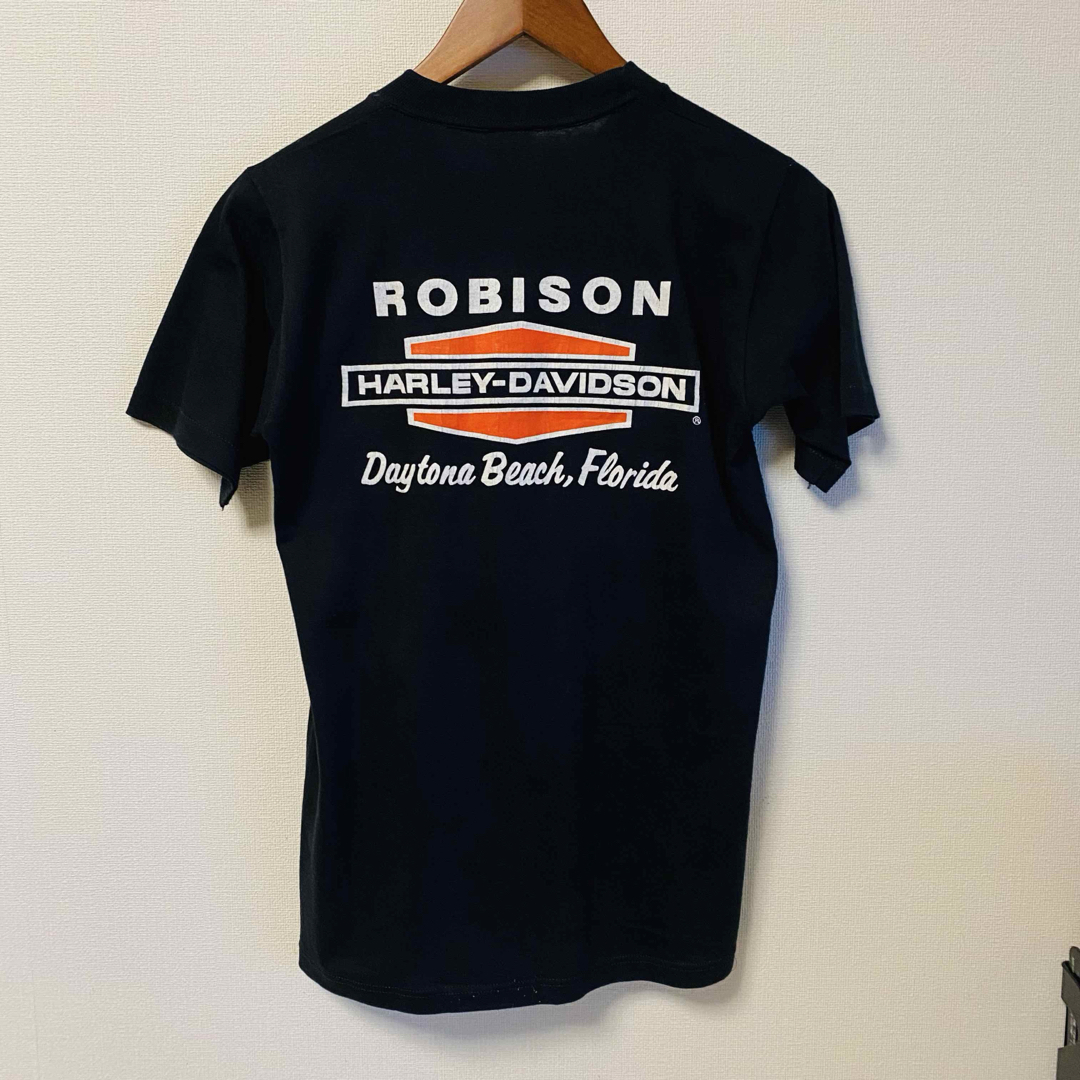 ROBISON
HARLEY-DAVIDSON
®
Daytona Beach, Florida